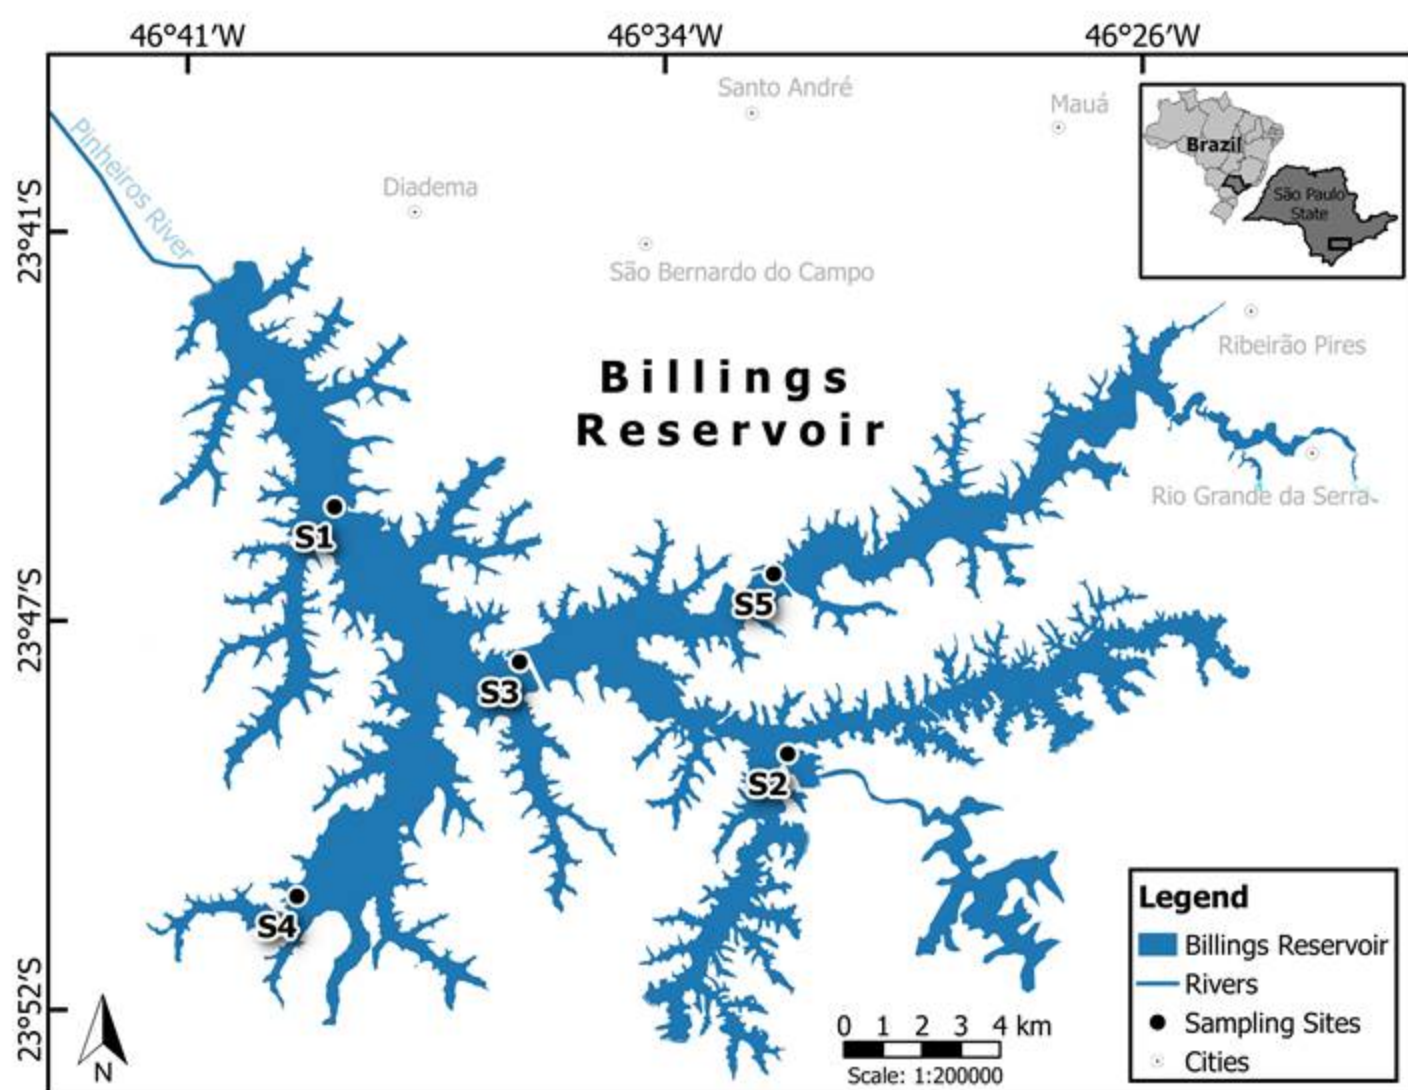 46°41′W
46°34′W
46°26′W
Santo André
Mauá
Brazil
São Paulo
State
Pinheiros River
Diadema
23°41′S
São Bernardo do Campo
Ribeirão Pires
Billings
Reservoir
Rio Grande da Serra
S1
S5
23°47′S
S3
S2
S4
Legend
Billings Reservoir
Rivers
Sampling Sites
Cities
23°52′S
0 1 2 3 4 km
Scale: 1:200000
N